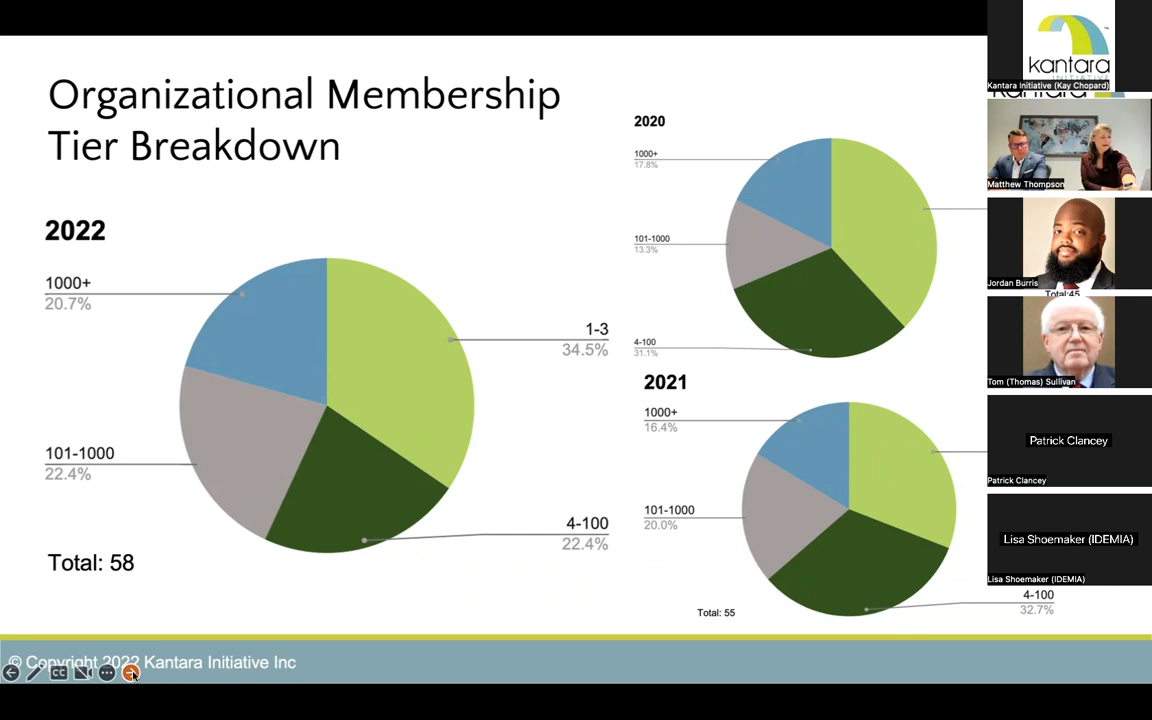 Organizational Membership
Tier Breakdown
2022
1000+
20.7%
1-3
34.5%
101-1000
22.4%
4-100
22.4%
Total: 58
2020
1000+
17.8%
101-1000
13.3%
4-100
31.1%
Total:45
2021
1000+
16.4%
101-1000
20.0%
4-100
32.7%
Total: 55
© Copyright 2022 Kantara Initiative Inc
CC
kantara
INITIATIVE
Kantara Initiative (Kay Chopard)
kantara
Matthew Thompson
Jordan Burris
Tom (Thomas) Sullivan
Patrick Clancey
Patrick Clancey
Lisa Shoemaker (IDEMIA)
Lisa Shoemaker (IDEMIA)